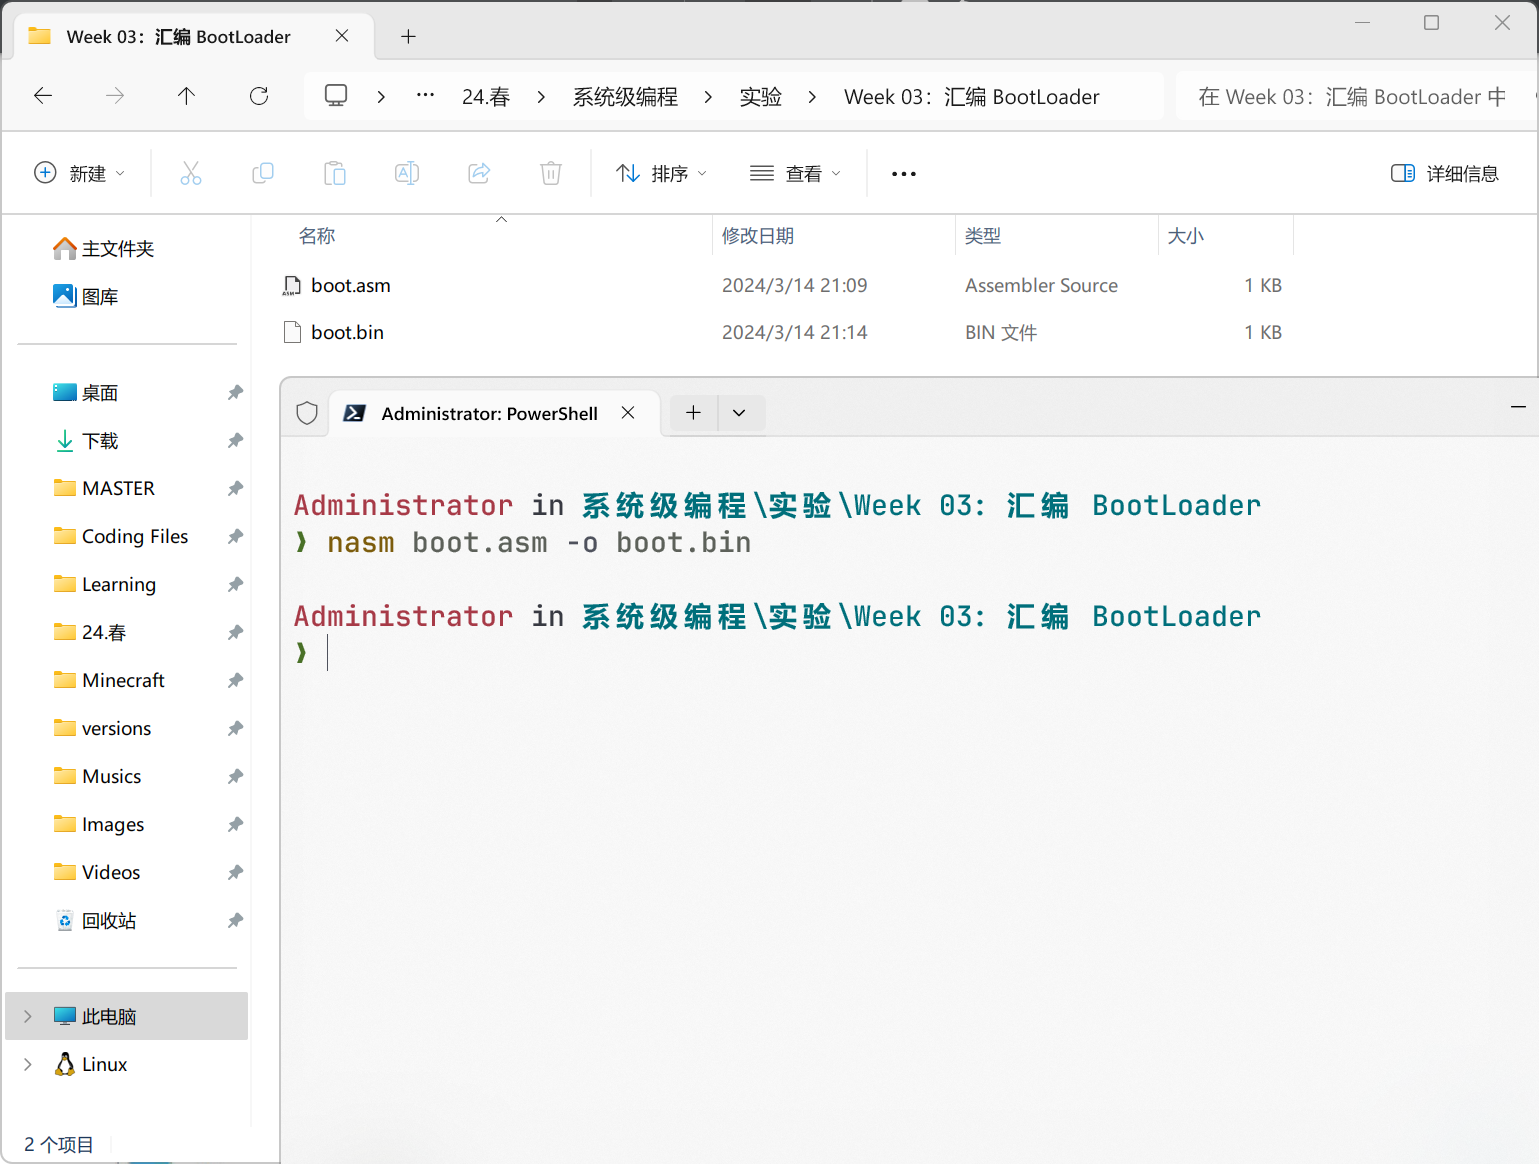 Week 03：汇编 BootLoader
24.春
系统级编程
实验
Week 03：汇编 BootLoader
在 Week 03：汇编 BootLoader 中
新建
排序
查看
详细信息
主文件夹
图库
桌面
下载
MASTER
Coding Files
Learning
24.春
Minecraft
versions
Musics
Images
Videos
回收站
此电脑
Linux
2 个项目
名称 修改日期 类型 大小
boot.asm 2024/3/14 21:09 Assembler Source 1 KB
boot.bin 2024/3/14 21:14 BIN 文件 1 KB
Administrator: PowerShell
Administrator in 系统级编程\实验\Week 03：汇编 BootLoader
❯ nasm boot.asm -o boot.bin
Administrator in 系统级编程\实验\Week 03：汇编 BootLoader
❯